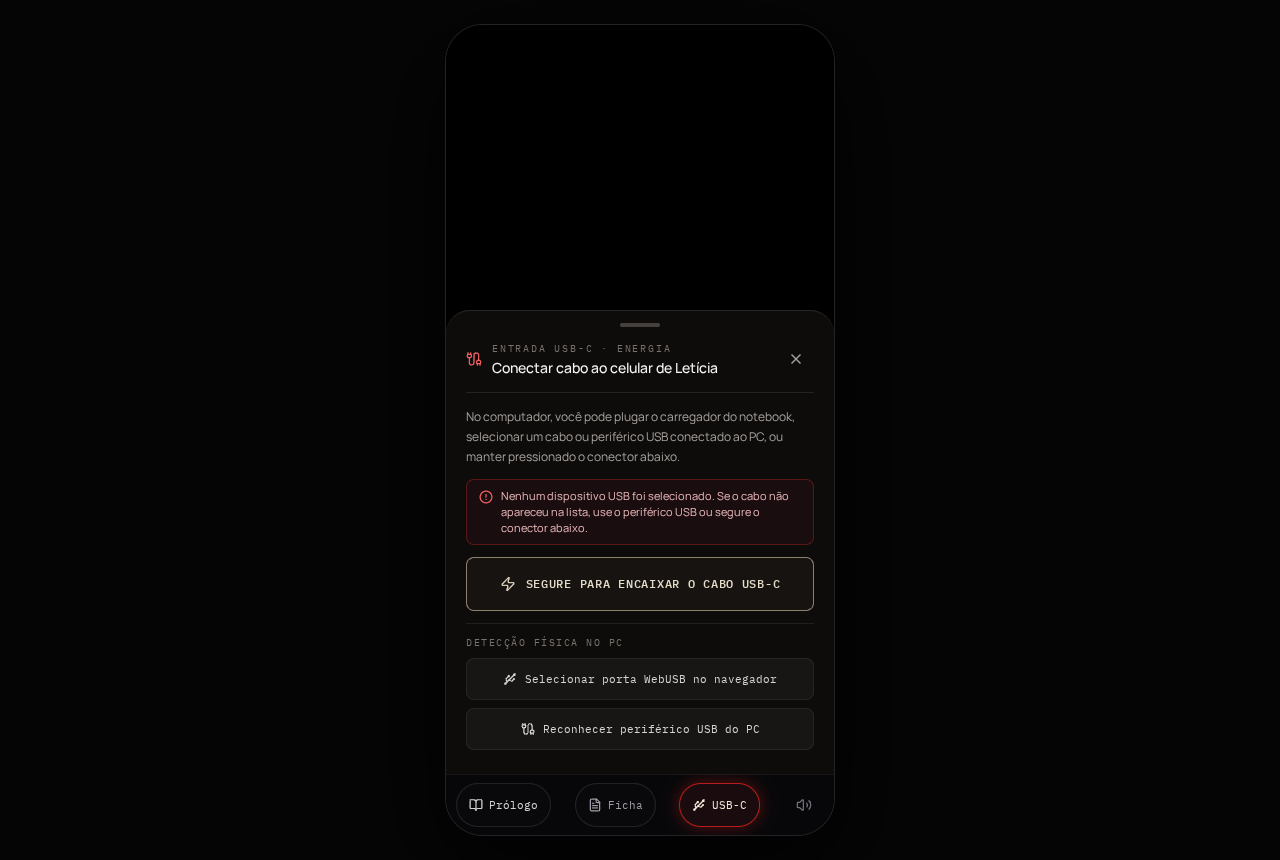 ENTRADA USB-C · ENERGIA
Conectar cabo ao celular de Letícia
No computador, você pode plugar o carregador do notebook,
selecionar um cabo ou periférico USB conectado ao PC, ou
manter pressionado o conector abaixo.
Nenhum dispositivo USB foi selecionado. Se o cabo não
apareceu na lista, use o periférico USB ou segure o
conector abaixo.
SEGURE PARA ENCAIXAR O CABO USB-C
DETECÇÃO FÍSICA NO PC
Selecionar porta WebUSB no navegador
Reconhecer periférico USB do PC
Prólogo
Ficha
USB-C